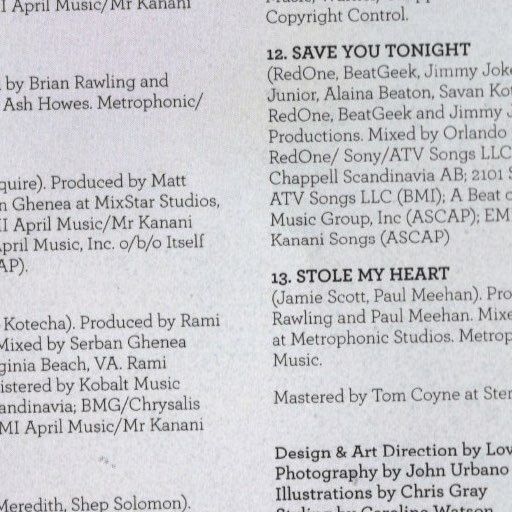 I April Music/Mr Kanani
by Brian Rawling and
Ash Howes. Metrophonic/
quire). Produced by Matt
n Ghenea at MixStar Studios,
MI April Music/Mr Kanani
April Music, Inc. o/b/o Itself
AP).
Kotecha). Produced by Rami
Mixed by Serban Ghenea
ginia Beach, VA. Rami
istered by Kobalt Music
andinavia; BMG/Chrysalis
MI April Music/Mr Kanani
Meredith, Shep Solomon).
Copyright Control.
12. SAVE YOU TONIGHT
(RedOne, BeatGeek, Jimmy Joke
Junior, Alaina Beaton, Savan Kot
RedOne, BeatGeek and Jimmy J
Productions. Mixed by Orlando
RedOne/ Sony/ATV Songs LLC
Chappell Scandinavia AB; 2101 S
ATV Songs LLC (BMI); A Beat o
Music Group, Inc (ASCAP); EM
Kanani Songs (ASCAP)
13. STOLE MY HEART
(Jamie Scott, Paul Meehan). Pro
Rawling and Paul Meehan. Mixe
at Metrophonic Studios. Metrop
Music.
Mastered by Tom Coyne at Ster
Design & Art Direction by Lov
Photography by John Urbano
Illustrations by Chris Gray
Styling by Caroline Watson